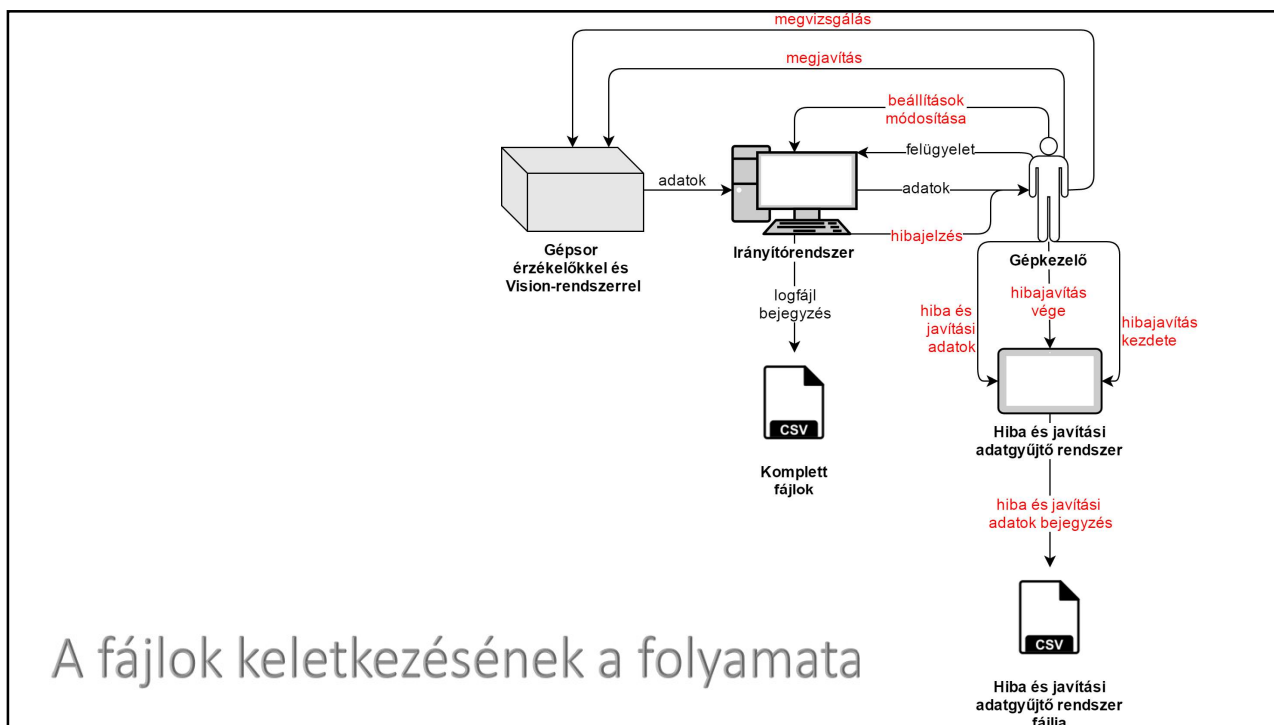 megvizsgálás
megjavítás
beállítások
módosítása
felügyelet
adatok
adatok
hibajelzés
Gépsor
érzékelőkkel és
Vision-rendszerrel
Irányítórendszer
Gépkezelő
logfájl
bejegyzés
hiba és
javítási
adatok
hibajavítás
vége
hibajavítás
kezdete
CSV
Komplett
fájlok
Hiba és javítási
adatgyűjtő rendszer
hiba és javítási
adatok bejegyzés
CSV
A fájlok keletkezésének a folyamata
Hiba és javítási
adatgyűjtő rendszer
fájlja